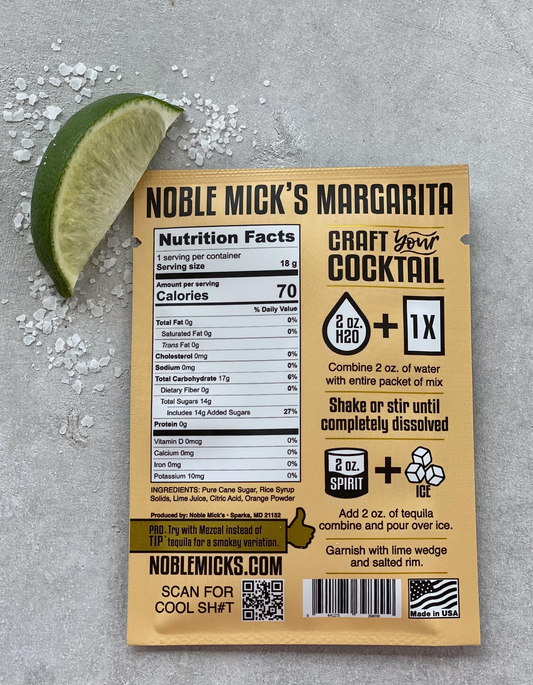 NOBLE MICK'S MARGARITA
Nutrition Facts
1 serving per container
Serving size 18 g
Amount per serving
Calories 70
% Daily Value
Total Fat 0g 0%
Saturated Fat 0g 0%
Trans Fat 0g
Cholesterol 0mg 0%
Sodium 0mg 0%
Total Carbohydrate 17g 6%
Dietary Fiber 0g 0%
Total Sugars 14g
Includes 14g Added Sugars 27%
Protein 0g
Vitamin D 0mcg 0%
Calcium 0mg 0%
Iron 0mg 0%
Potassium 10mg 0%
INGREDIENTS: Pure Cane Sugar, Rice Syrup
Solids, Lime Juice, Citric Acid, Orange Powder
Produced by: Noble Mick's • Sparks, MD 21152
PRO TIP: Try with Mezcal instead of
tequila for a smokey variation.
NOBLEMICKS.COM
SCAN FOR
COOL SH#T
CRAFT Your
COCKTAIL
2 oz.
H2O
+
1X
Combine 2 oz. of water
with entire packet of mix
Shake or stir until
completely dissolved
2 oz.
SPIRIT
+
ICE
Add 2 oz. of tequila
combine and pour over ice.
Garnish with lime wedge
and salted rim.
Made in USA